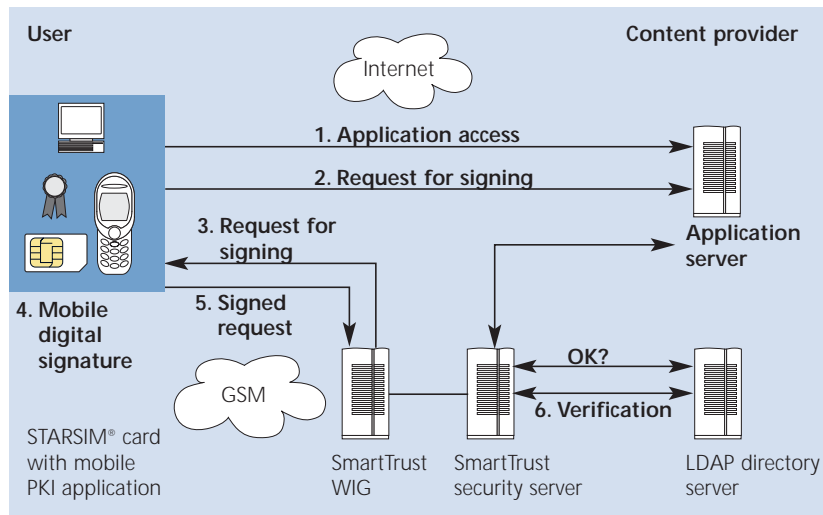 User
Content provider
Internet
1. Application access
2. Request for signing
3. Request for
signing
Application
server
4. Mobile
digital
signature
5. Signed
request
OK?
GSM
6. Verification
STARSIM® card
with mobile
PKI application
SmartTrust
WIG
SmartTrust
security server
LDAP directory
server